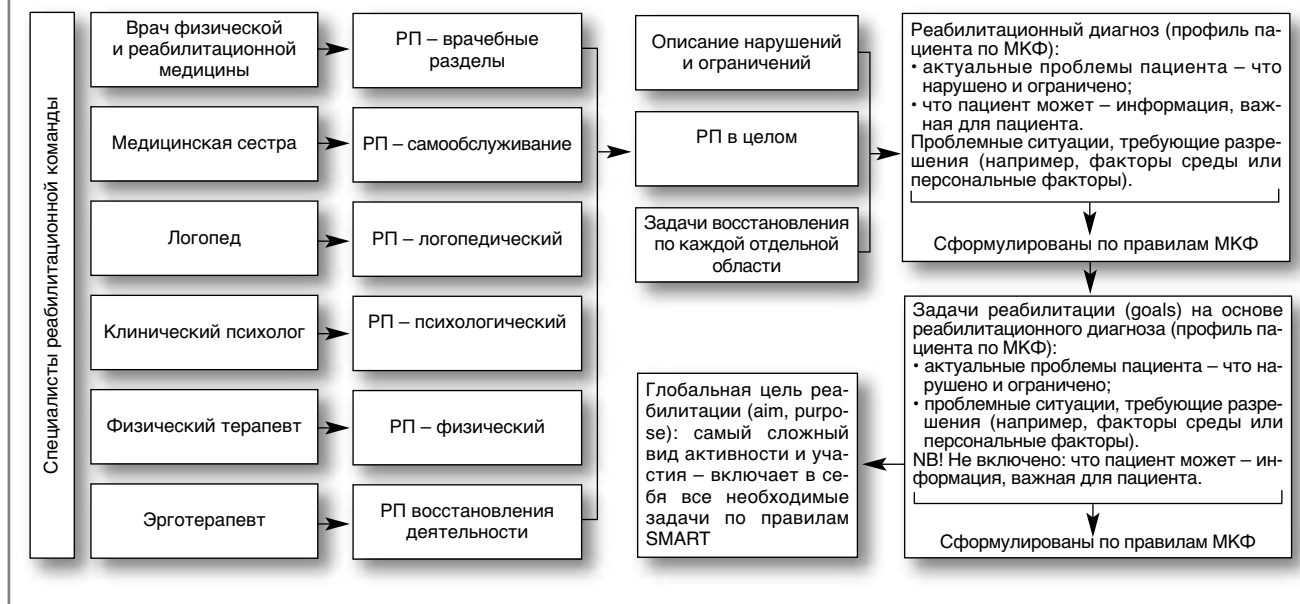 Специалисты реабилитационной команды
Врач физической
и реабилитационной
медицины
РП – врачебные
разделы
Медицинская сестра
РП – самообслуживание
Логопед
РП – логопедический
Клинический психолог
РП – психологический
Физический терапевт
РП – физический
Эрготерапевт
РП восстановления
деятельности
Описание нарушений
и ограничений
РП в целом
Задачи восстановления
по каждой отдельной
области
Реабилитационный диагноз (профиль па-
циента по МКФ):
• актуальные проблемы пациента – что
нарушено и ограничено;
• что пациент может – информация, важ-
ная для пациента.
Проблемные ситуации, требующие разре-
шения (например, факторы среды или
персональные факторы).
Сформулированы по правилам МКФ
Задачи реабилитации (goals) на основе
реабилитационного диагноза (профиль па-
циента по МКФ):
• актуальные проблемы пациента – что на-
рушено и ограничено;
• проблемные ситуации, требующие разре-
шения (например, факторы среды или
персональные факторы).
NB! Не включено: что пациент может – ин-
формация, важная для пациента.
Сформулированы по правилам МКФ
Глобальная цель реа-
билитации (aim, purpo-
se): самый сложный
вид активности и уча-
стия – включает в се-
бя все необходимые
задачи по правилам
SMART